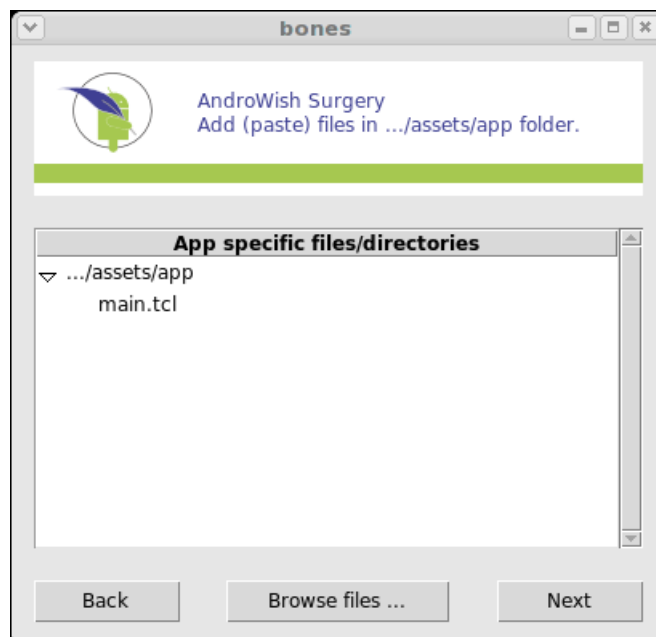 bones
AndroWish Surgery
Add (paste) files in .../assets/app folder.
App specific files/directories
.../assets/app
main.tcl
Back
Browse files ...
Next